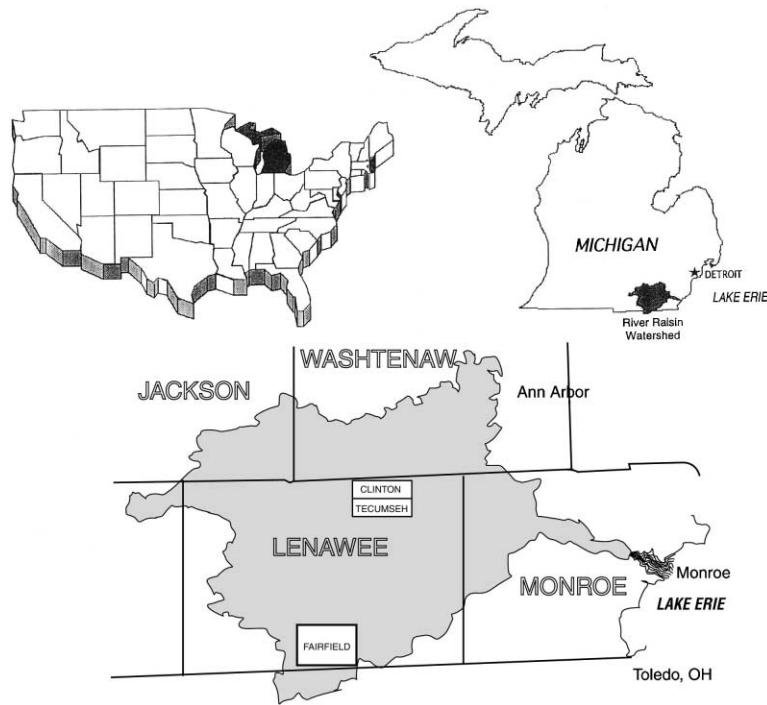 MICHIGAN
DETROIT
LAKE ERIE
River Raisin
Watershed
WASHTENAW
JACKSON
Ann Arbor
CLINTON
TECUMSEH
LENAWEE
MONROE
Monroe
LAKE ERIE
FAIRFIELD
Toledo, OH